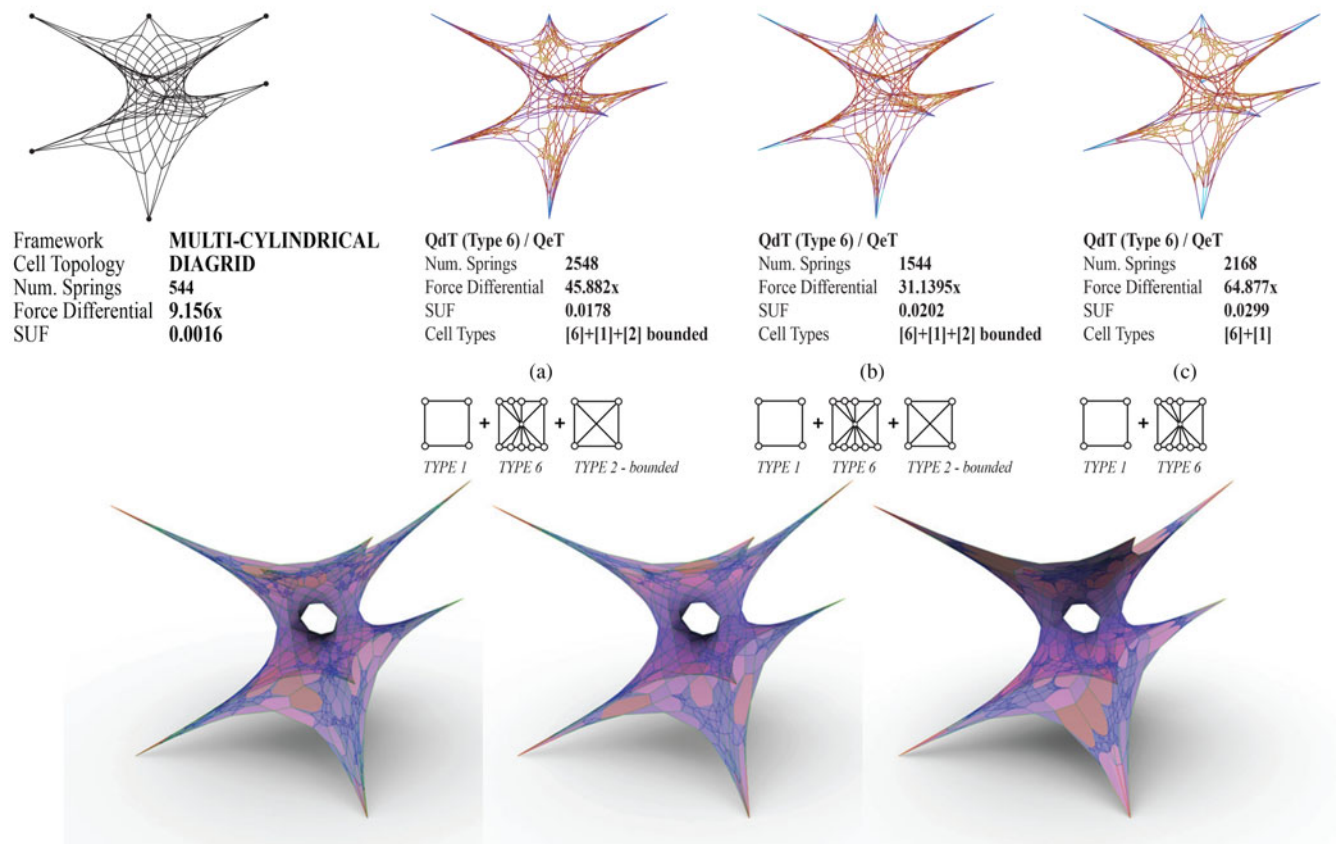 Framework MULTI-CYLINDRICAL
Cell Topology DIAGRID
Num. Springs 544
Force Differential 9.156x
SUF 0.0016
QdT (Type 6) / QeT
Num. Springs 2548
Force Differential 45.882x
SUF 0.0178
Cell Types [6]+[1]+[2] bounded
(a)
TYPE 1 TYPE 6 TYPE 2 - bounded
QdT (Type 6) / QeT
Num. Springs 1544
Force Differential 31.1395x
SUF 0.0202
Cell Types [6]+[1]+[2] bounded
(b)
TYPE 1 TYPE 6 TYPE 2 - bounded
QdT (Type 6) / QeT
Num. Springs 2168
Force Differential 64.877x
SUF 0.0299
Cell Types [6]+[1]
(c)
TYPE 1 TYPE 6